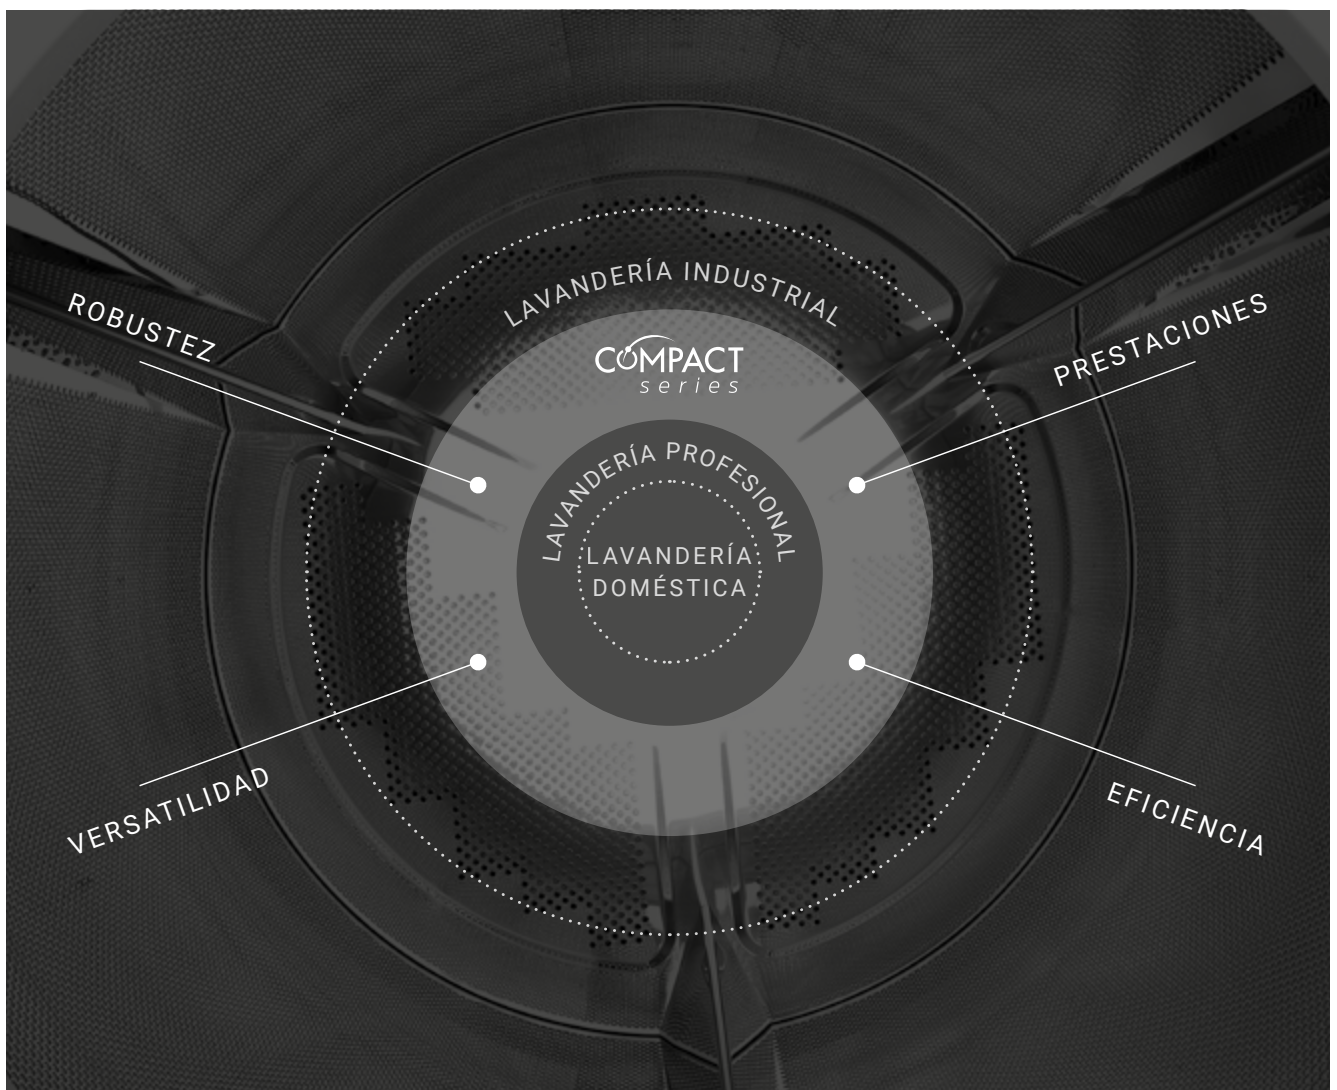 LAVANDERÍA INDUSTRIAL
COMPACT
series
ROBUSTEZ
PRESTACIONES
LAVANDERÍA PROFESIONAL
LAVANDERÍA
DOMÉSTICA
VERSATILIDAD
EFICIENCIA